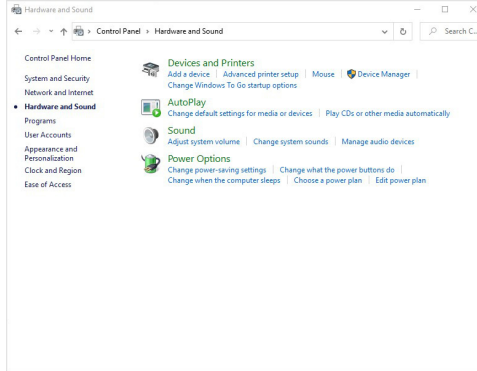 Hardware and Sound
Control Panel > Hardware and Sound
Search C...
Control Panel Home
System and Security
Network and Internet
Hardware and Sound
Programs
User Accounts
Appearance and
Personalization
Clock and Region
Ease of Access
Devices and Printers
Add a device | Advanced printer setup | Mouse | Device Manager |
Change Windows To Go startup options
AutoPlay
Change default settings for media or devices | Play CDs or other media automatically
Sound
Adjust system volume | Change system sounds | Manage audio devices
Power Options
Change power-saving settings | Change what the power buttons do |
Change when the computer sleeps | Choose a power plan | Edit power plan